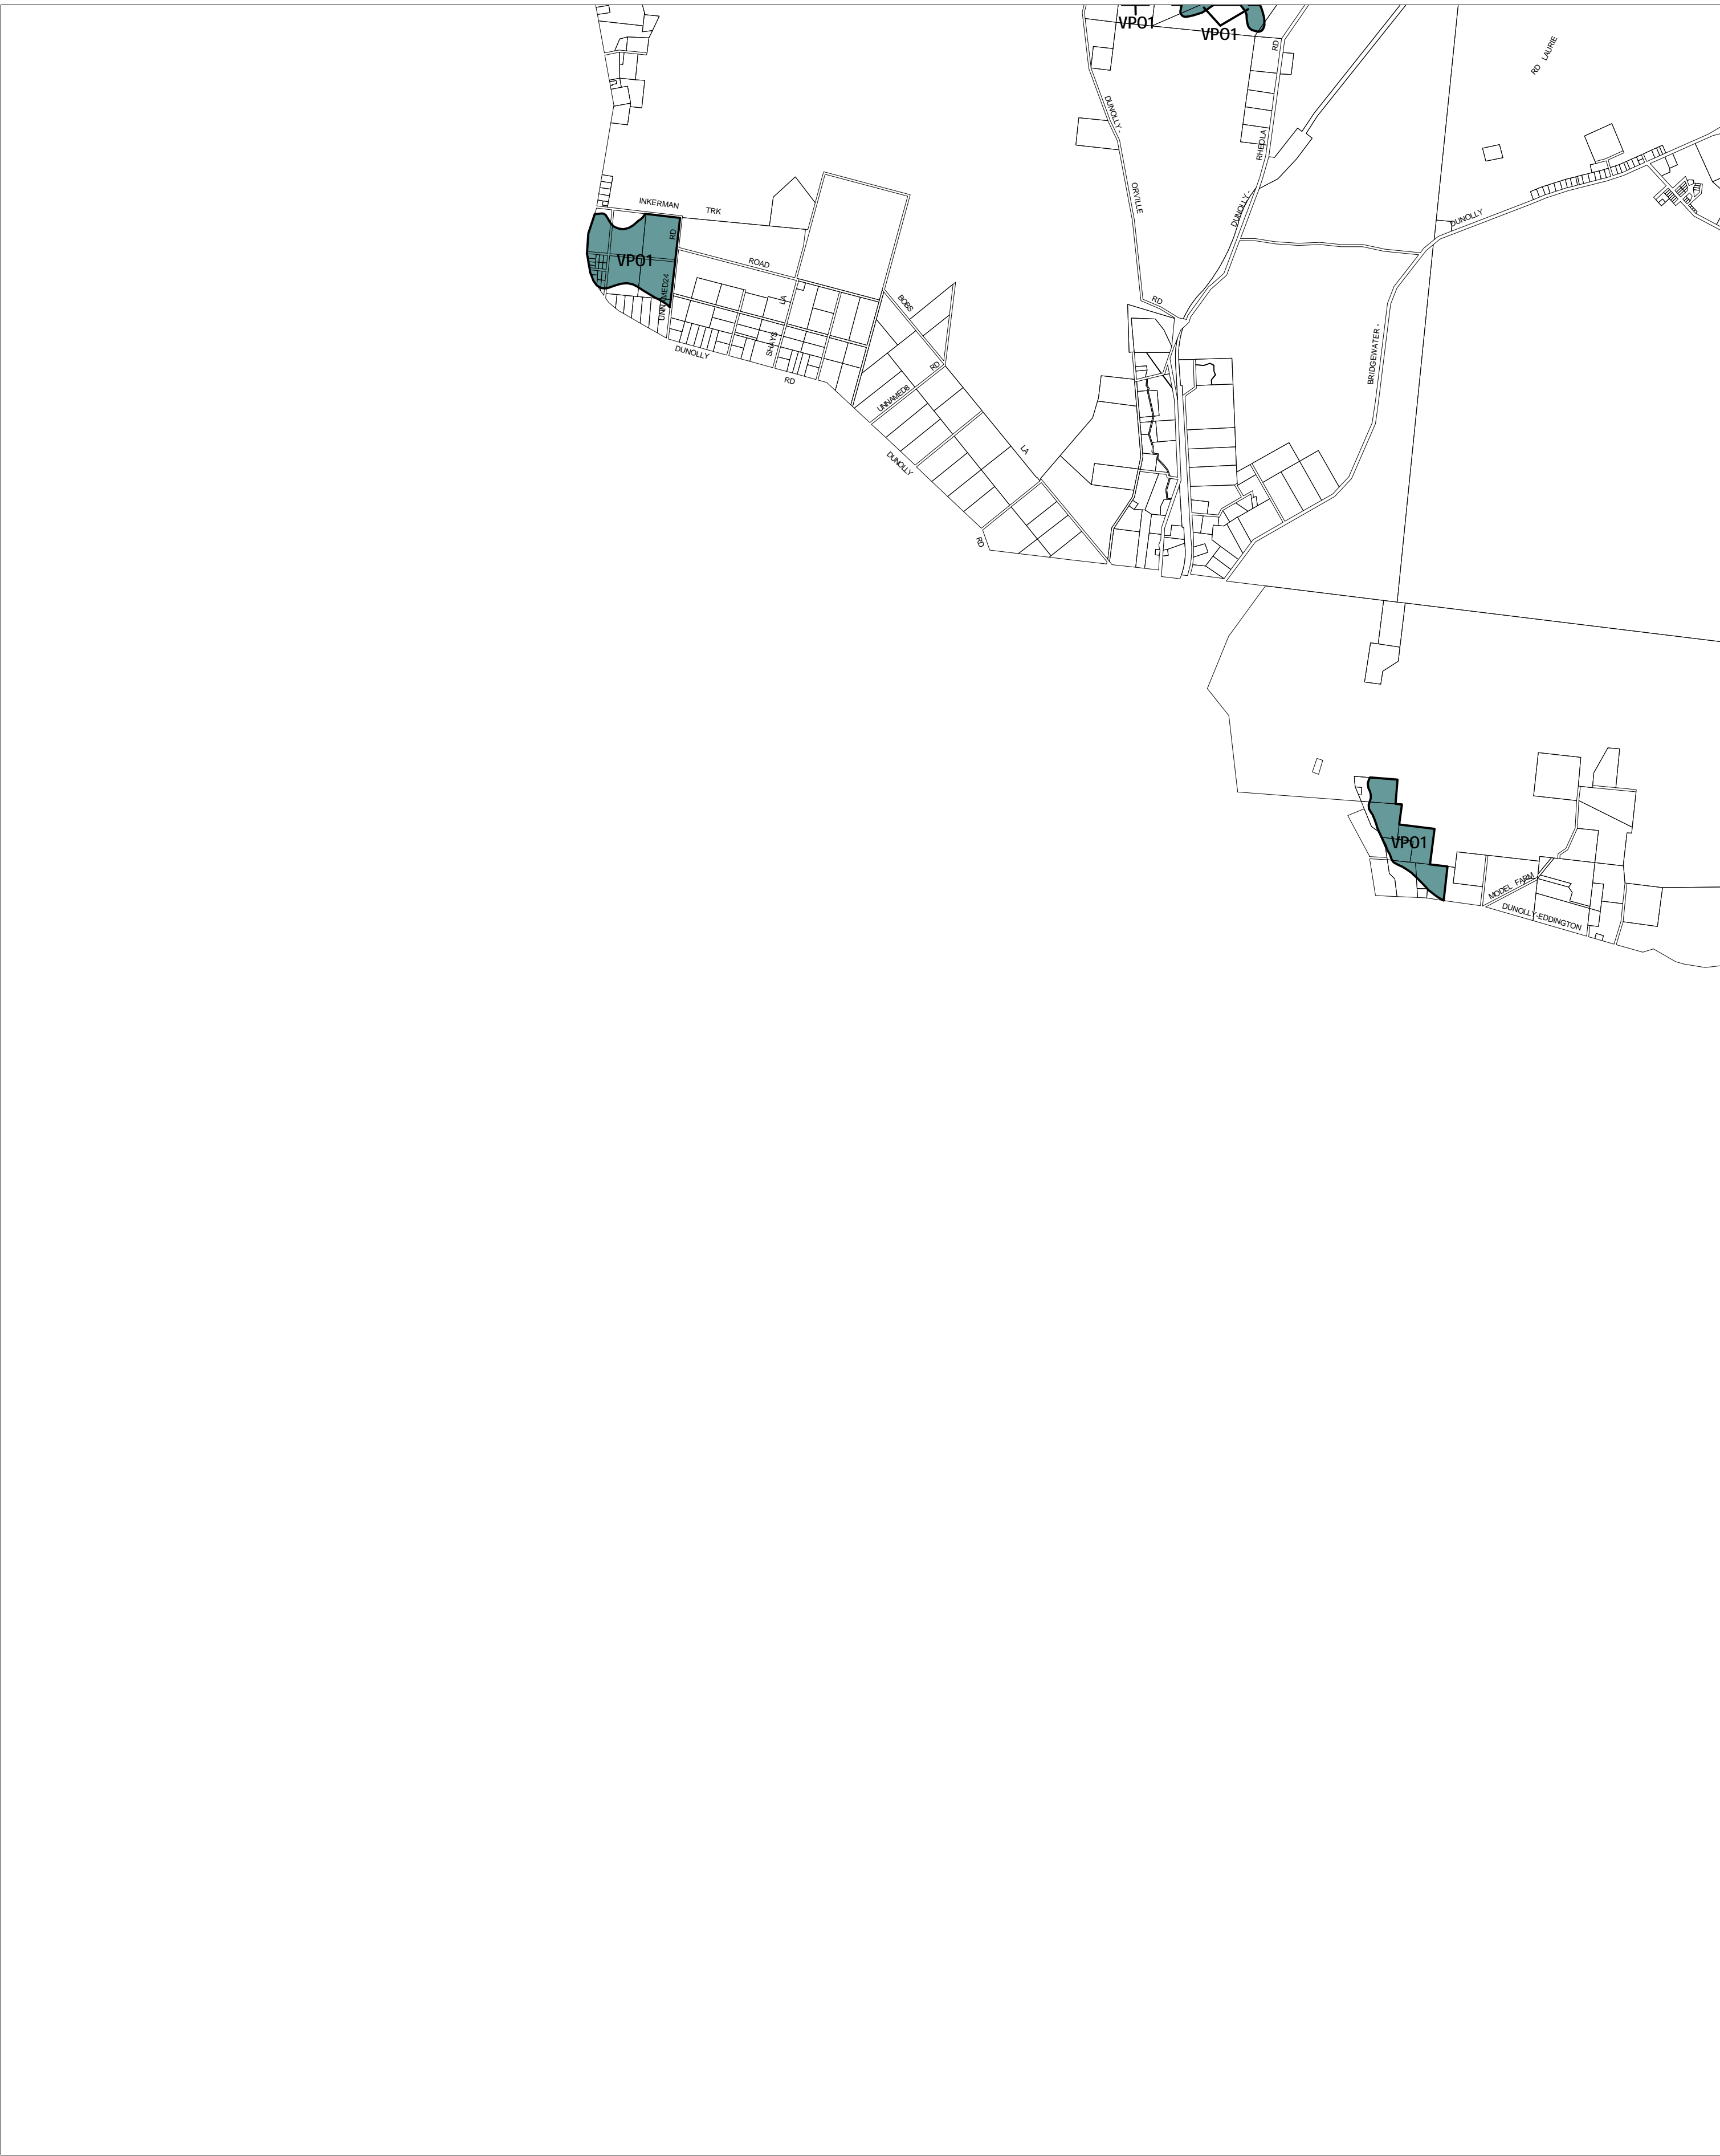 VPO1
VPO1
RD
RD LAURIE
DUNOLLY -
RHEOLA
ORVILLE
DUNOLLY -
DUNOLLY
INKERMAN
TRK
RD
VPO1
ROAD
UNNAMED24
LA
BOBS
RD
SHAYS
DUNOLLY
RD
BRIDGEWATER -
RD
UNNAMED8
LA
DUNOLLY
RD
VPO1
MODEL FARM
DUNOLLY-EDDINGTON